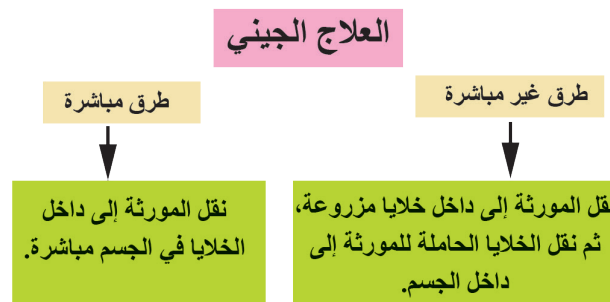 العلاج الجيني
طرق غير مباشرة
نقل المورثة إلى داخل خلايا مزروعة،
ثم نقل الخلايا الحاملة للمورثة إلى
داخل الجسم.
طرق مباشرة
نقل المورثة إلى داخل
الخلايا في الجسم مباشرة.